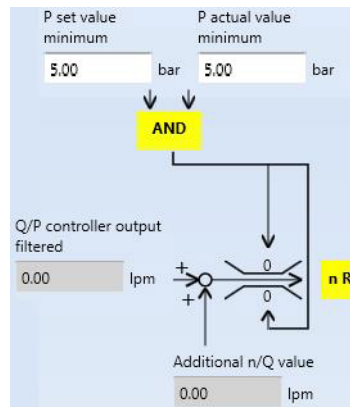 P set value minimum
P actual value minimum
5.00 bar
5.00 bar
AND
Q/P controller output filtered
0.00 lpm
+
+
0
0
n R
Additional n/Q value
0.00 lpm